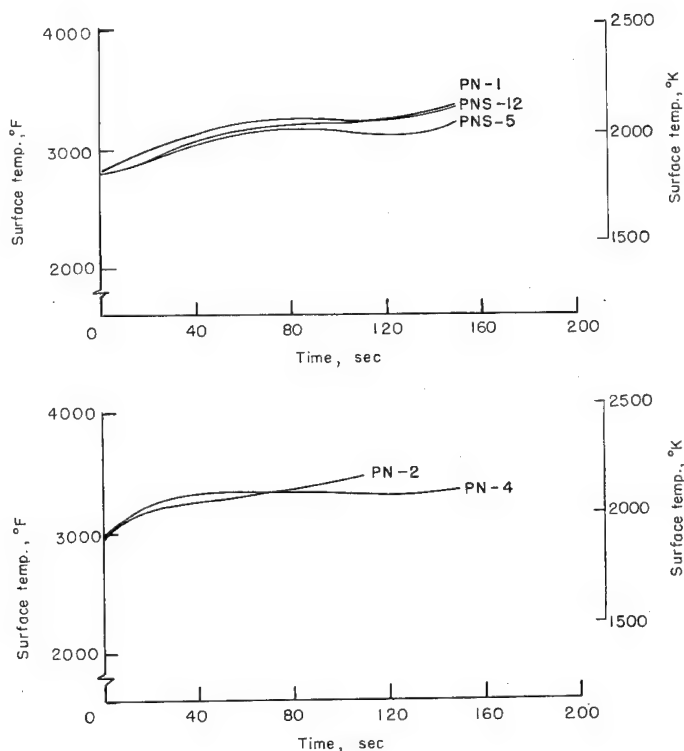 4000
3000
2000
Surface temp.,°F
PN-1
PNS-12
PNS-5
2500
2000
1500
Surface temp.,°K
0 40 80 120 160 200
Time, sec
4000
3000
2000
Surface temp., °F
PN-2
PN-4
2500
2000
1500
Surface temp., °K
0 40 80 120 160 200
Time, sec